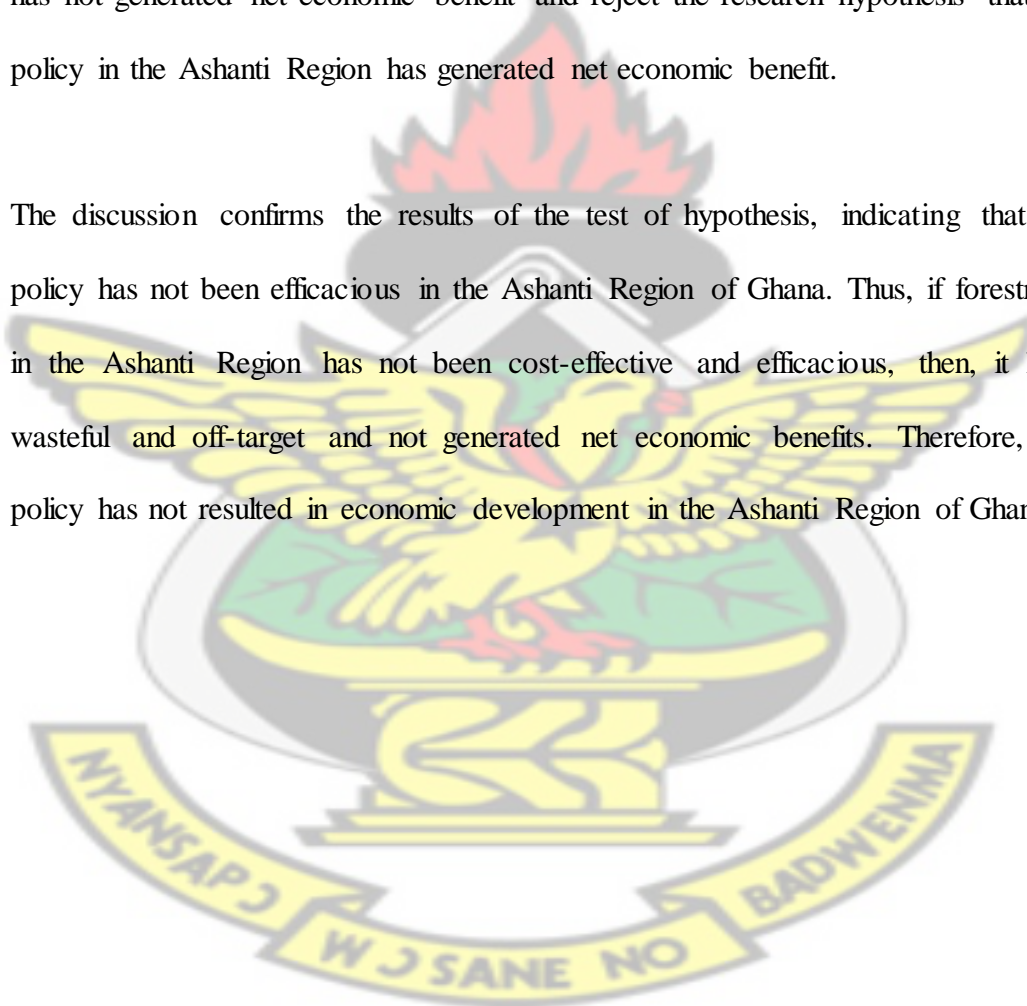 has not generated net economic benefit and reject the research hypothesis that
policy in the Ashanti Region has generated net economic benefit.
The discussion confirms the results of the test of hypothesis, indicating that
policy has not been efficacious in the Ashanti Region of Ghana. Thus, if forestr
in the Ashanti Region has not been cost-effective and efficacious, then, it
wasteful and off-target and not generated net economic benefits. Therefore,
policy has not resulted in economic development in the Ashanti Region of Ghan
NYANSAPƆ
WƆSANE NO
BADWENMA